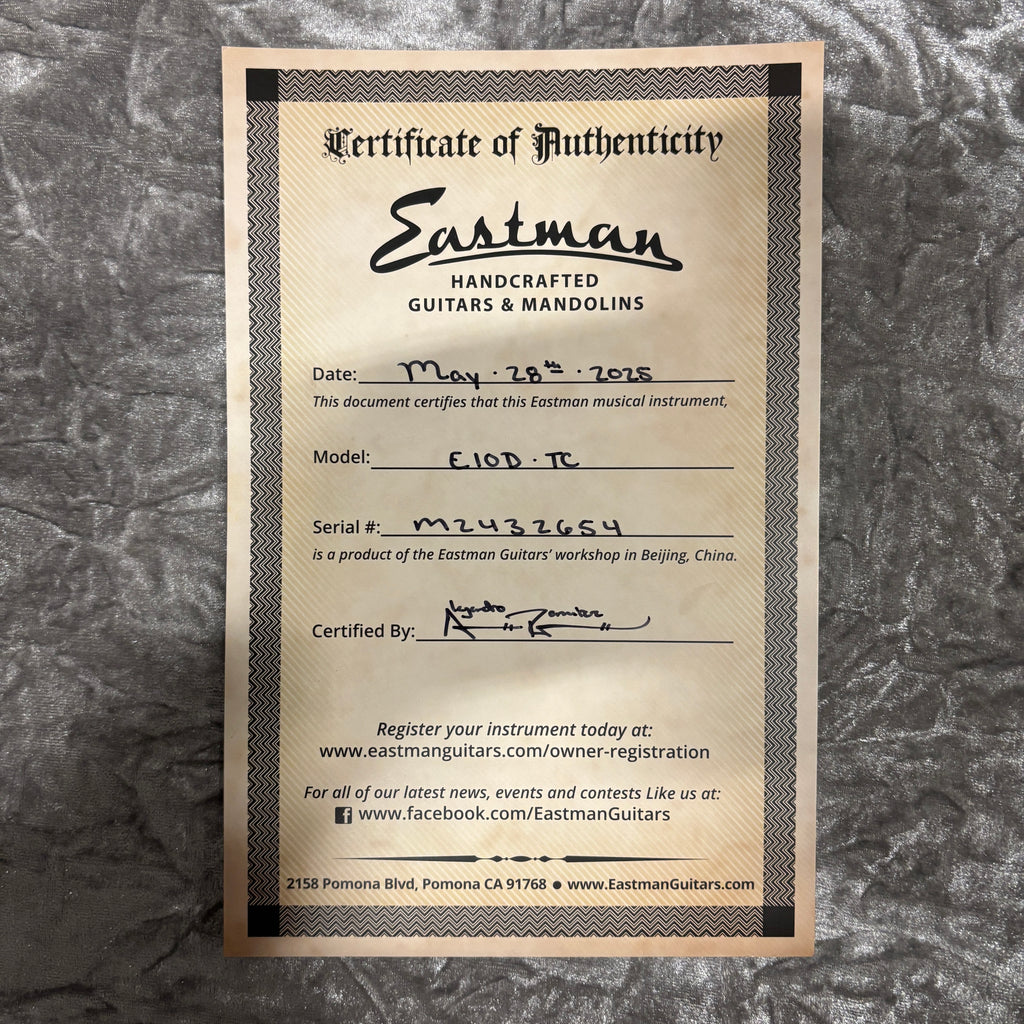 Certificate of Authenticity
Eastman
HANDCRAFTED
GUITARS & MANDOLINS
Date: May · 28th · 2025
This document certifies that this Eastman musical instrument,
Model: E10D · TC
Serial #: M2432654
is a product of the Eastman Guitars' workshop in Beijing, China.
Certified By: Alejandro Ramirez
Register your instrument today at:
www.eastmanguitars.com/owner-registration
For all of our latest news, events and contests Like us at:
f www.facebook.com/EastmanGuitars
2158 Pomona Blvd, Pomona CA 91768 ● www.EastmanGuitars.com